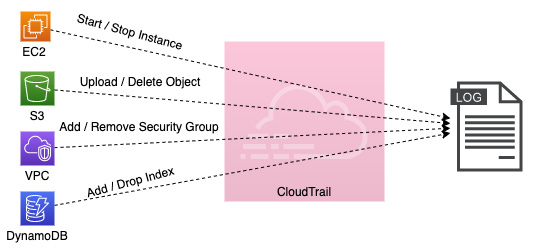 Start / Stop Instance
EC2
Upload / Delete Object
S3
Add / Remove Security Group
VPC
Add / Drop Index
DynamoDB
CloudTrail
LOG